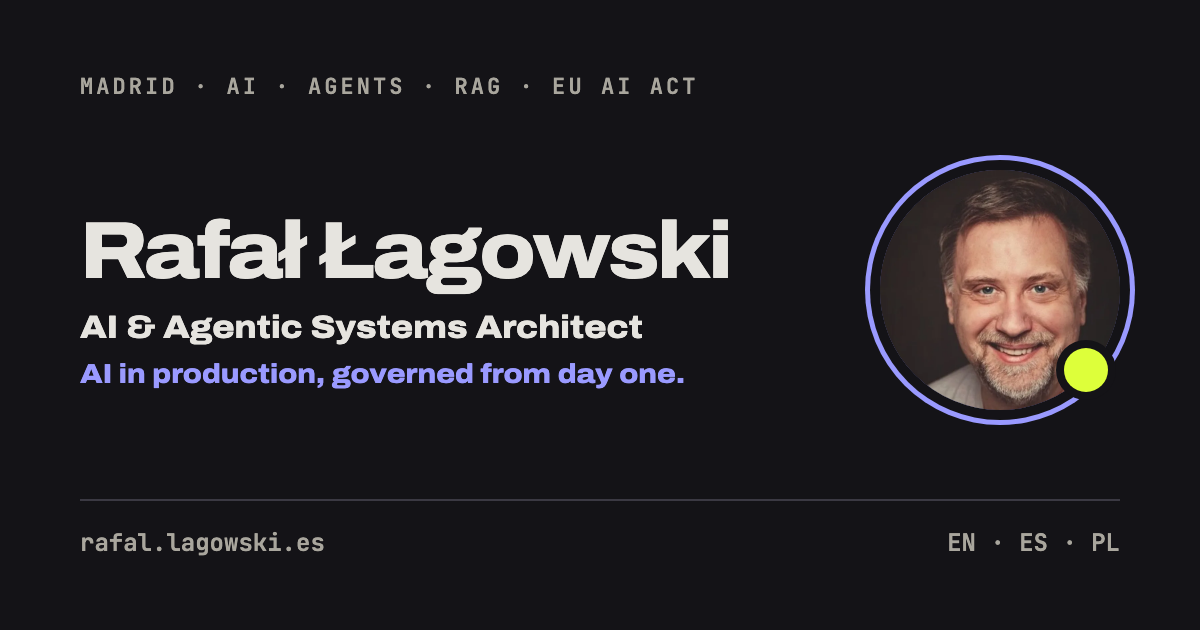 MADRID · AI · AGENTS · RAG · EU AI ACT
Rafał Łagowski
AI & Agentic Systems Architect
AI in production, governed from day one.
rafal.lagowski.es
EN · ES · PL